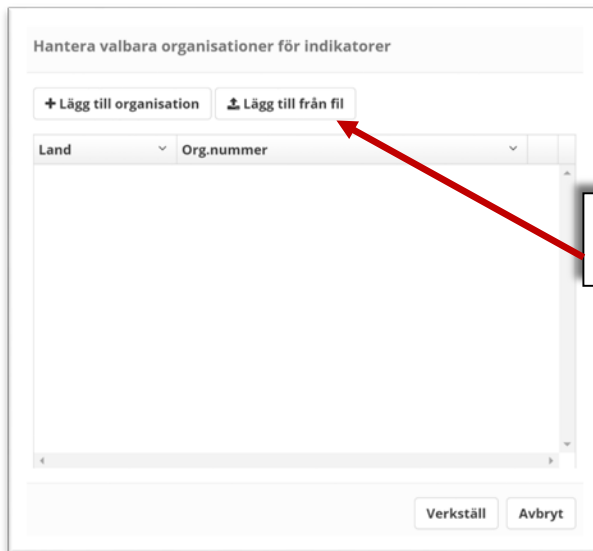 Hantera valbara organisationer för indikatorer
+ Lägg till organisation Lägg till från fil
Land Org.nummer
Verkställ Avbryt